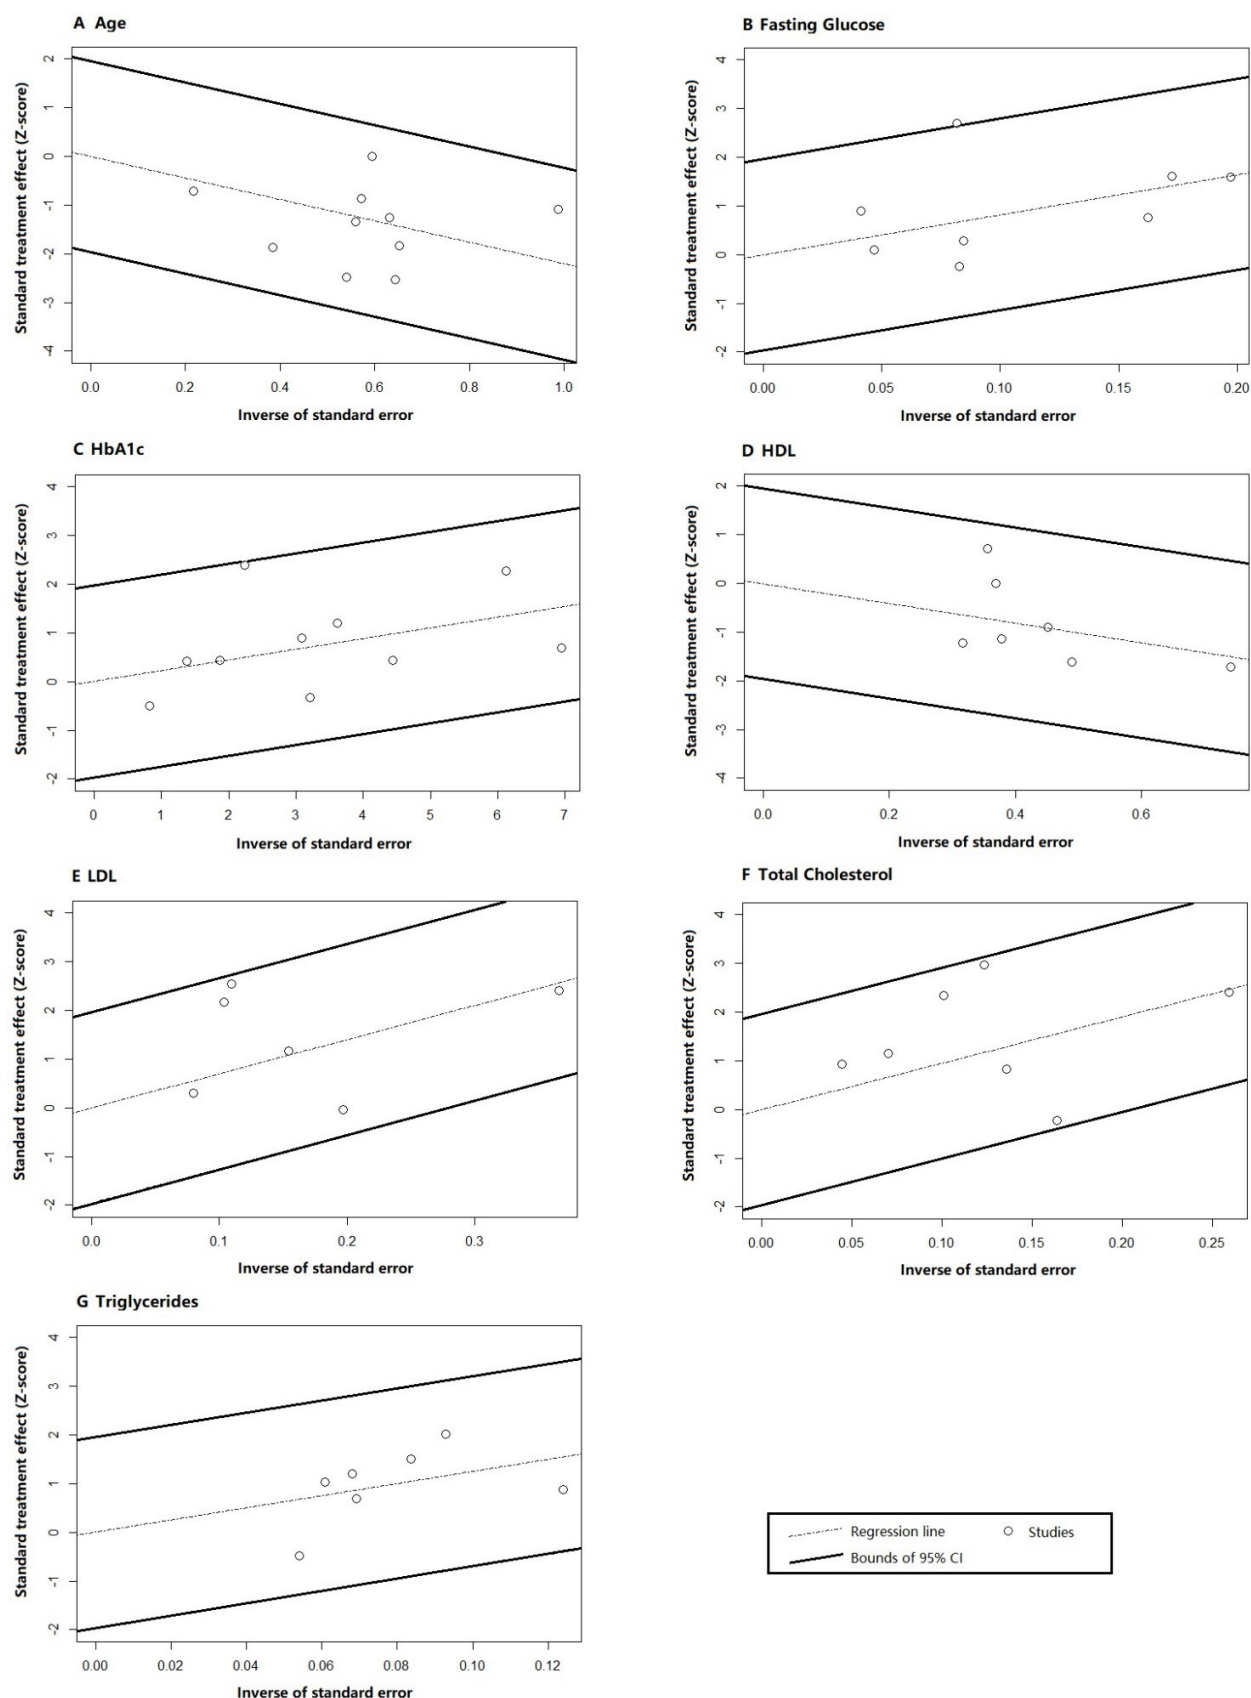 A Age
Standard treatment effect (Z-score)
2
1
0
-1
-2
-3
-4
0.0 0.2 0.4 0.6 0.8 1.0
Inverse of standard error
B Fasting Glucose
Standard treatment effect (Z-score)
4
3
2
1
0
-1
-2
0.00 0.05 0.10 0.15 0.20
Inverse of standard error
C HbA1c
Standard treatment effect (Z-score)
4
3
2
1
0
-1
-2
0 1 2 3 4 5 6 7
Inverse of standard error
D HDL
Standard treatment effect (Z-score)
2
1
0
-1
-2
-3
-4
0.0 0.2 0.4 0.6
Inverse of standard error
E LDL
Standard treatment effect (Z-score)
4
3
2
1
0
-1
-2
0.0 0.1 0.2 0.3
Inverse of standard error
F Total Cholesterol
Standard treatment effect (Z-score)
4
3
2
1
0
-1
-2
0.00 0.05 0.10 0.15 0.20 0.25
Inverse of standard error
G Triglycerides
Standard treatment effect (Z-score)
4
3
2
1
0
-1
-2
0.00 0.02 0.04 0.06 0.08 0.10 0.12
Inverse of standard error
Regression line Studies
Bounds of 95% CI